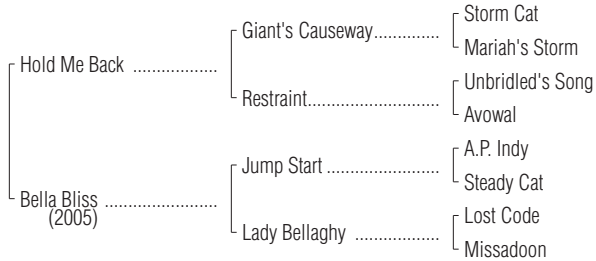 Storm Cat
Giant's Causeway..............
Mariah's Storm
Hold Me Back ..................
Unbridled's Song
Restraint............................
Avowal
A.P. Indy
Jump Start ........................
Steady Cat
Bella Bliss ........................
(2005)
Lost Code
Lady Bellaghy ..................
Missadoon